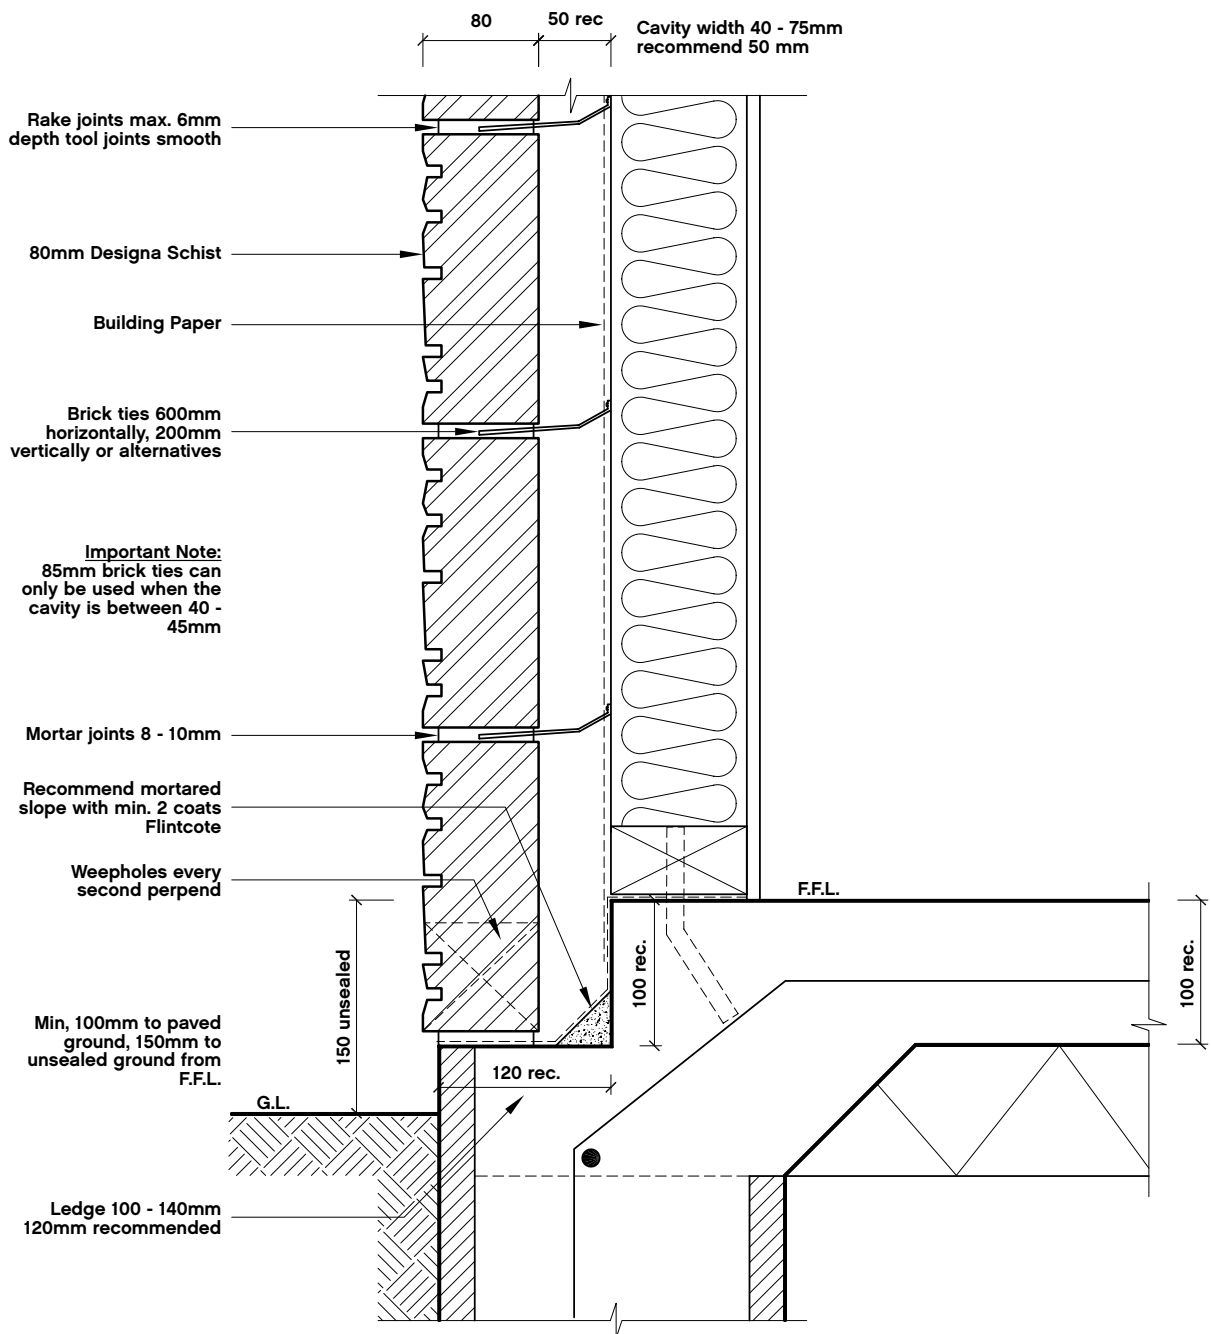 80
50 rec
Cavity width 40 - 75mm
recommend 50 mm
Rake joints max. 6mm
depth tool joints smooth
80mm Designa Schist
Building Paper
Brick ties 600mm
horizontally, 200mm
vertically or alternatives
Important Note:
85mm brick ties can
only be used when the
cavity is between 40 -
45mm
Mortar joints 8 - 10mm
Recommend mortared
slope with min. 2 coats
Flintcote
Weepholes every
second perpend
F.F.L.
150 unsealed
100 rec.
100 rec.
Min, 100mm to paved
ground, 150mm to
unsealed ground from
F.F.L.
120 rec.
G.L.
Ledge 100 - 140mm
120mm recommended